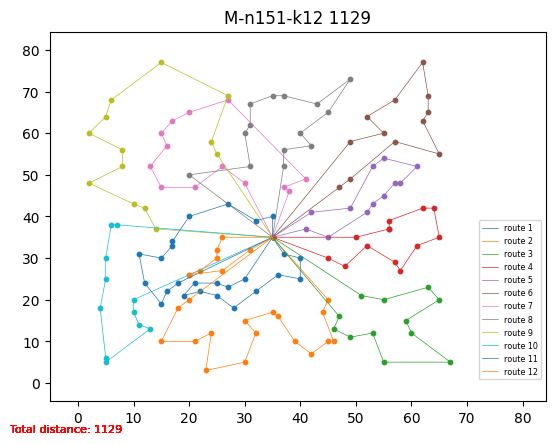 M-n151-k12 1129
80
70
60
50
40
30
20
10
0
0 10 20 30 40 50 60 70 80
route 1
route 2
route 3
route 4
route 5
route 6
route 7
route 8
route 9
route 10
route 11
route 12
Total distance: 1129